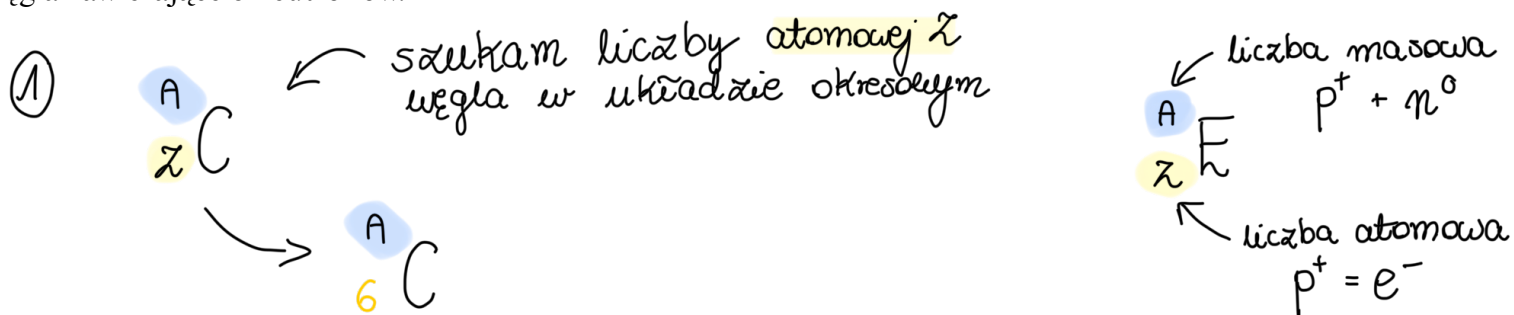 ① szukam liczby atomowej Z
węgla w układzie okresowym
A
Z C
A
6 C
liczba masowa
p⁺ + n⁰
A
Z E
liczba atomowa
p⁺ = e⁻